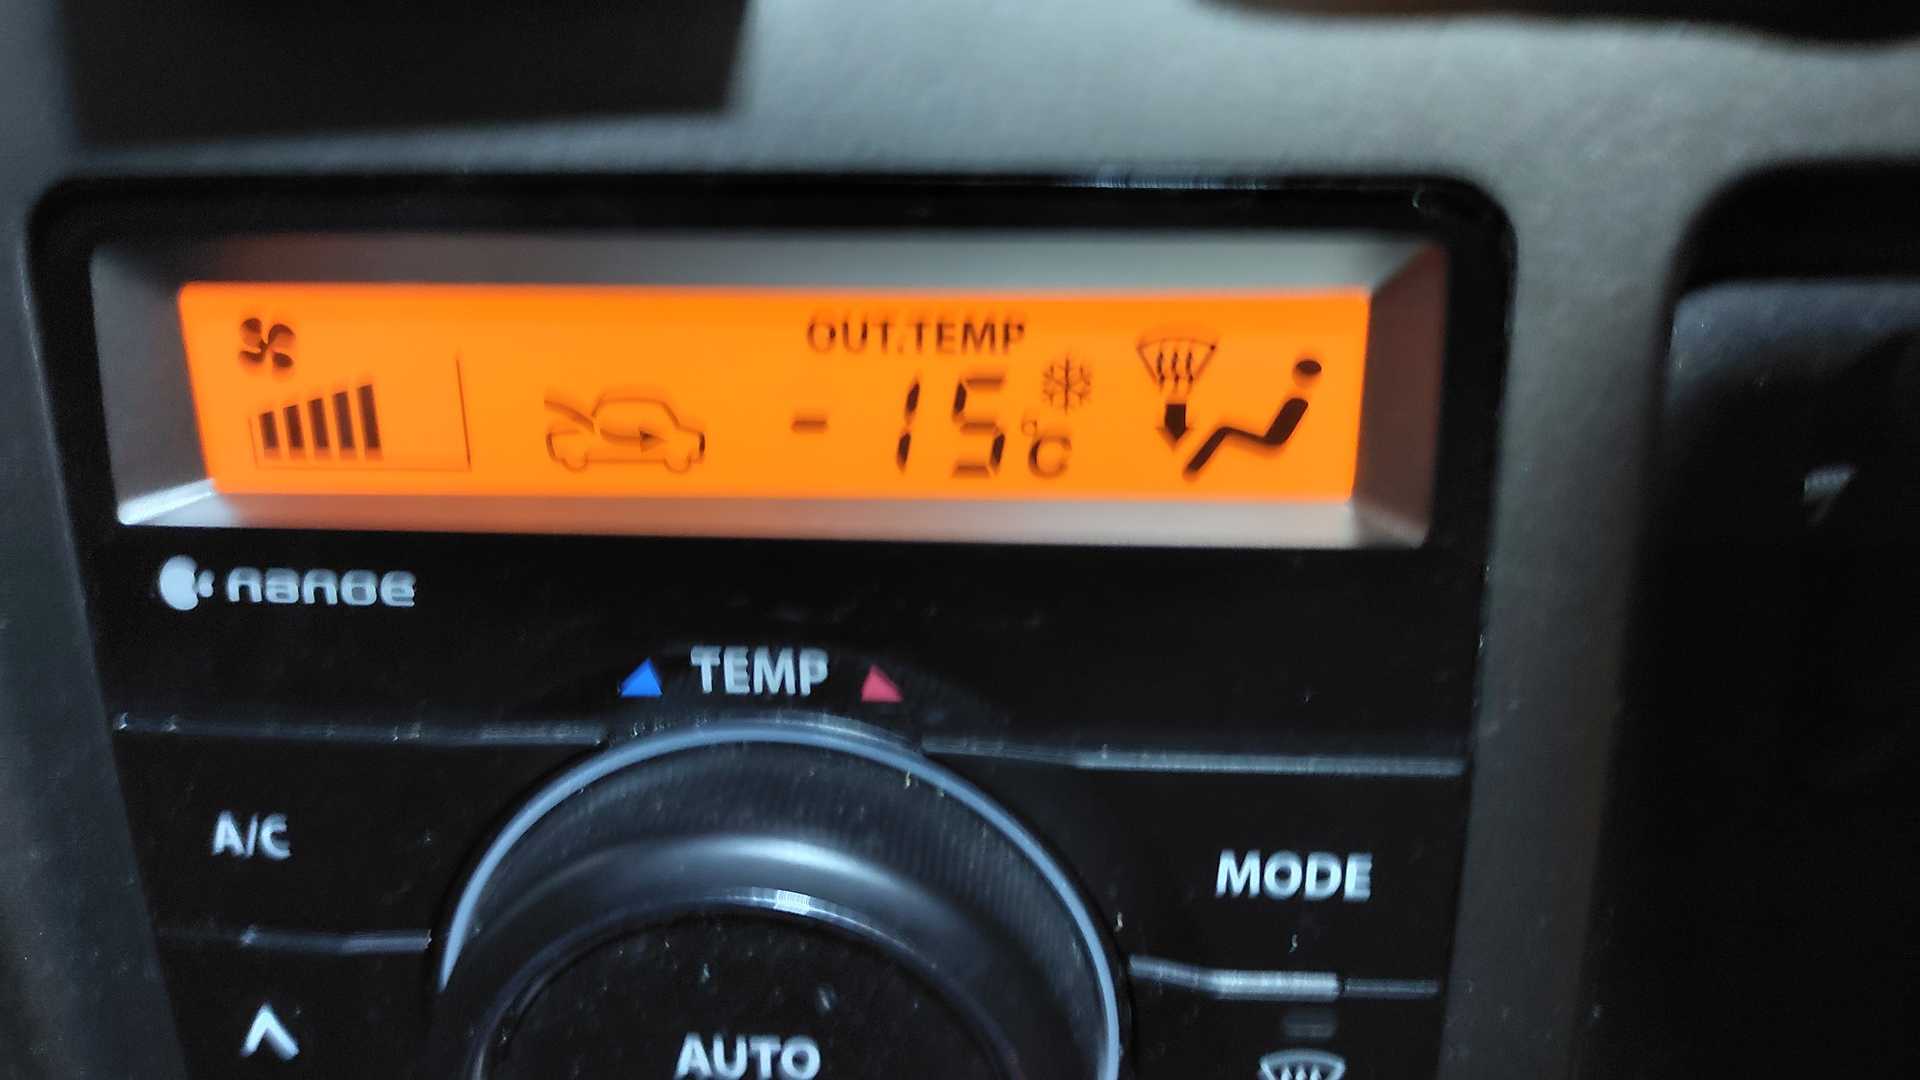 OUT.TEMP
-15°C
nanoe
TEMP
A/C
MODE
AUTO